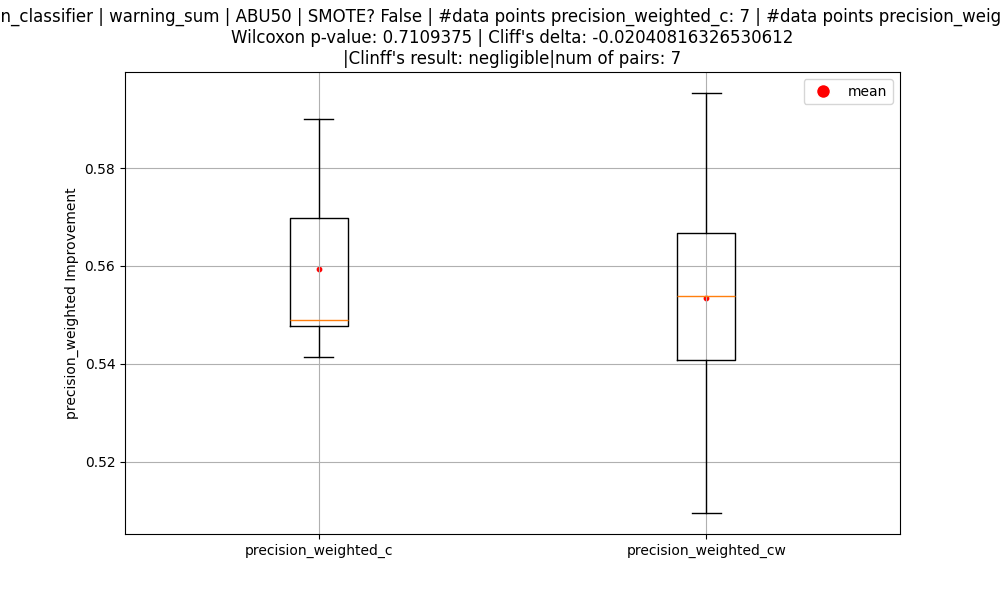 n_classifier | warning_sum | ABU50 | SMOTE? False | #data points precision_weighted_c: 7 | #data points precision_weig
Wilcoxon p-value: 0.7109375 | Cliff's delta: -0.02040816326530612
|Clinff's result: negligible|num of pairs: 7
mean
0.58
0.56
0.54
0.52
precision_weighted Improvement
precision_weighted_c
precision_weighted_cw